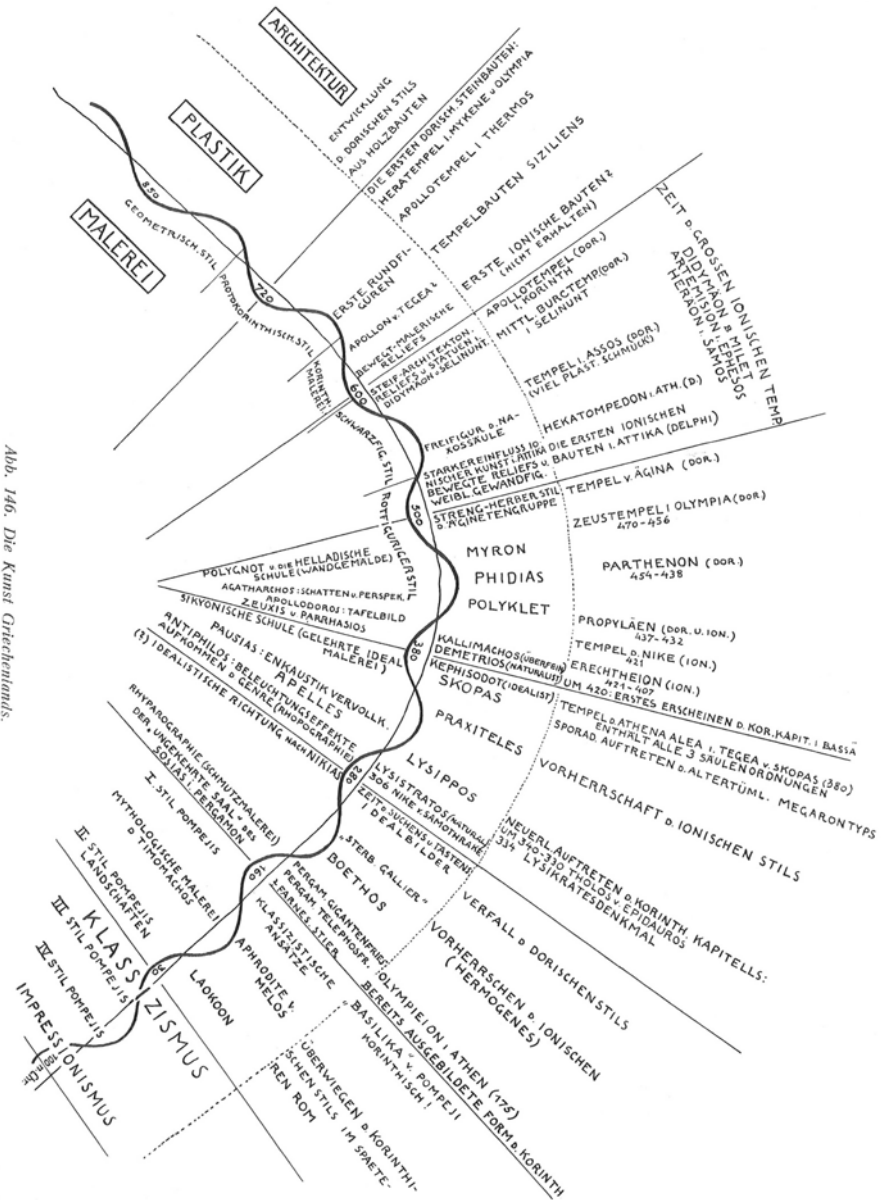 ARCHITEKTUR
PLASTIK
MALEREI
ENTWICKLUNG
D. DORISCHEN STILS
AUS HOLZBAUTEN
DIE ERSTEN DORISCH. STEINBAUTEN:
HERATEMPEL I. MYKENE U. OLYMPIA
APOLLOTEMPEL I THERMOS
TEMPELBAUTEN SIZILIENS
ERSTE IONISCHE BAUTEN?
(NICHT ERHALTEN)
APOLLOTEMPEL (DOR.)
I. KORINTH
MITTL. BURGTEMP. (DOR.)
I SELINUNT
ZEIT D. GROSSEN IONISCHEN TEMP.
DIDYMÄON B MILET
ARTEMISION I. EPHESOS
HERAON I. SAMOS
TEMPEL I. ASSOS (DOR.)
(VIEL PLAST. SCHMUCK)
HEKATOMPEDON I. ATH. (D.)
DIE ERSTEN IONISCHEN
BAUTEN I. ATTIKA (DELPHI)
TEMPEL V. ÄGINA (DOR.)
ZEUSTEMPEL I OLYMPIA (DOR)
470-456
PARTHENON (DOR.)
454-438
PROPYLÄEN (DOR. U. ION.)
437-432
TEMPEL D. NIKE (ION.)
421
ERECHTHEION (ION.)
421-407
UM 420: ERSTES ERSCHEINEN D. KOR. KAPIT. I BASSÄ
TEMPEL D. ATHENA ALEA I. TEGEA V. SKOPAS (380)
ENTHÄLT ALLE 3 SÄULENORDNUNGEN
SPORAD. AUFTRETEN D. ALTERTÜML. MEGARONTYPS
VORHERRSCHAFT D. IONISCHEN STILS
NEUERL. AUFTRETEN D. KORINTH. KAPITELLS:
UM 340-330 THOLOS V. EPIDAUROS
334 LYSIKRATESDENKMAL
VERFALL D DORISCHEN STILS
VORHERRSCHEN D. IONISCHEN
(HERMOGENES)
OLYMPIEION I. ATHEN (175)
BEREITS AUSGEBILDETE FORM D. KORINTH
"BASILIKA" V. POMPEJI
KORINTHISCH!
ÜBERWIEGEN D. KORINTHI-
SCHEN STILS IM SPAETE-
REN ROM
ERSTE RUNDFI-
GUREN
APOLLON V. TEGEA?
BEWEGT-MALERISCHE
RELIEFS
STEIF-ARCHITEKTON.
RELIEFS U. STATUEN I.
DIDYMÄON U. SELINUNT.
FREIFIGUR D. NA-
XOSSÄULE
STARKER EINFLUSS IO
NISCHER KUNST I. ATTIKA
BEWEGTE RELIEFS U.
WEIBL. GEWANDFIG.
STRENG-HERBER STIL
D. ÄGINETENGRUPPE
MYRON
PHIDIAS
POLYKLET
KALLIMACHOS (ÜBERFEIN)
DEMETRIOS (NATURALIST)
KEPHISODOT (IDEALIST)
SKOPAS
PRAXITELES
LYSIPPOS
LYSISTRATOS (NATURAL.
306 NIKE V. SAMOTHRAKE
ZEIT D. SUCHENS U. TASTENS
IDEALBILDER
"STERB. GALLIER"
BOETHOS
PERGAM. GIGANTENFRIES
PERGAM. TELEPHOSFR.
FARNES. STIER
KLASSIZISTISCHE
ANSÄTZE
APHRODITE V.
MELOS
LAOKOON
850
720
600
500
380
280
160
30
100 n. Chr.
GEOMETRISCH. STIL
PROTOKORINTHISCH. STIL
KORINTH.
MALEREI
SCHWARZFIG. STIL
ROTFIGURIGER STIL
POLYGNOT U. DIE HELLADISCHE
SCHULE (WANDGEMÄLDE)
AGATHARCHOS: SCHATTEN U. PERSPEK.
APOLLODOROS: TAFELBILD
ZEUXIS U PARRHASIOS
SIKYONISCHE SCHULE (GELEHRTE IDEAL
MALEREI)
PAUSIAS: ENKAUSTIK VERVOLLK.
APELLES
ANTIPHILOS: BELEUCHTUNGSEFFEKTE,
AUFKOMMEN D GENRE (RHOPOGRAPHIE)
(?) IDEALISTISCHE RICHTUNG NACH NIKIAS
RHYPAROGRAPHIE (SCHMUTZMALEREI)
DER "UNGEKEHRTE SAAL" DES
SOSIAS I. PERGAMON
I. STIL POMPEJIS
MYTHOLOGISCHE MALEREI
D TIMOMACHOS
II. STIL POMPEJIS
LANDSCHAFTEN
KLASSIZISMUS
III STIL POMPEJIS
IV STIL POMPEJIS
IMPRESSIONISMUS
Abb. 146. Die Kunst Griechenlands.